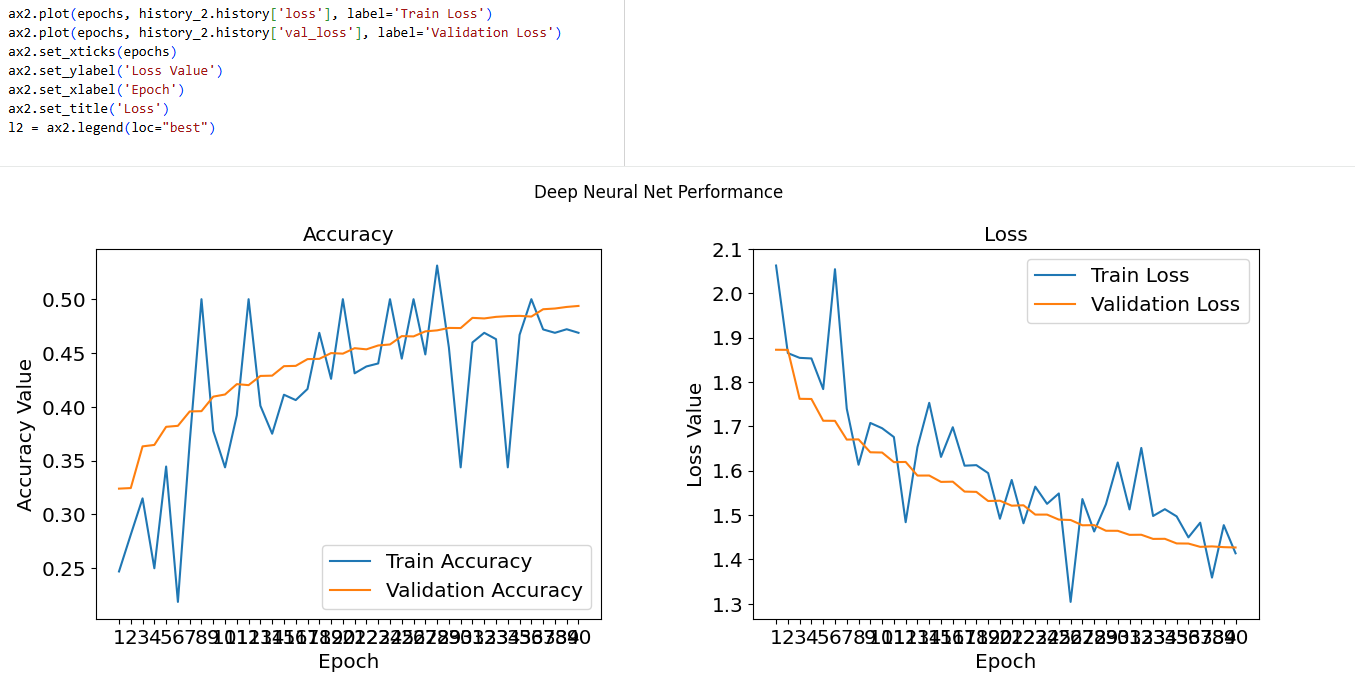 ax2.plot(epochs, history_2.history['loss'], label='Train Loss')
ax2.plot(epochs, history_2.history['val_loss'], label='Validation Loss')
ax2.set_xticks(epochs)
ax2.set_ylabel('Loss Value')
ax2.set_xlabel('Epoch')
ax2.set_title('Loss')
l2 = ax2.legend(loc="best")
Deep Neural Net Performance
Accuracy
Accuracy Value
0.50
0.45
0.40
0.35
0.30
0.25
Train Accuracy
Validation Accuracy
Epoch
Loss
Loss Value
2.1
2.0
1.9
1.8
1.7
1.6
1.5
1.4
1.3
Train Loss
Validation Loss
Epoch